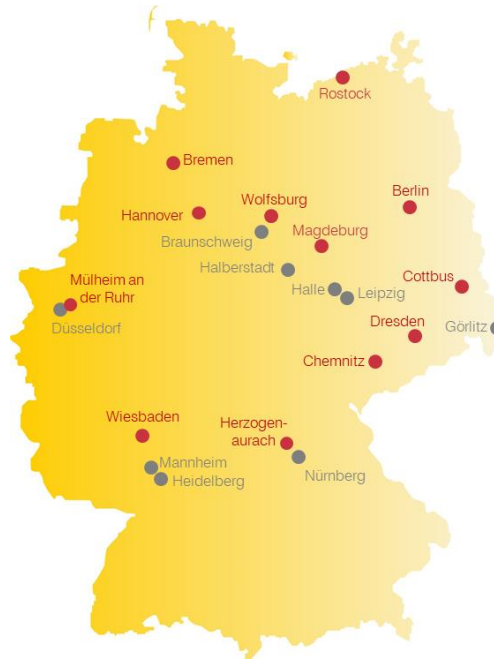 Rostock
Bremen
Berlin
Wolfsburg
Hannover
Magdeburg
Braunschweig
Halberstadt
Cottbus
Halle
Leipzig
Mülheim an
der Ruhr
Düsseldorf
Dresden
Görlitz
Chemnitz
Wiesbaden
Herzogen-
aurach
Mannheim
Nürnberg
Heidelberg